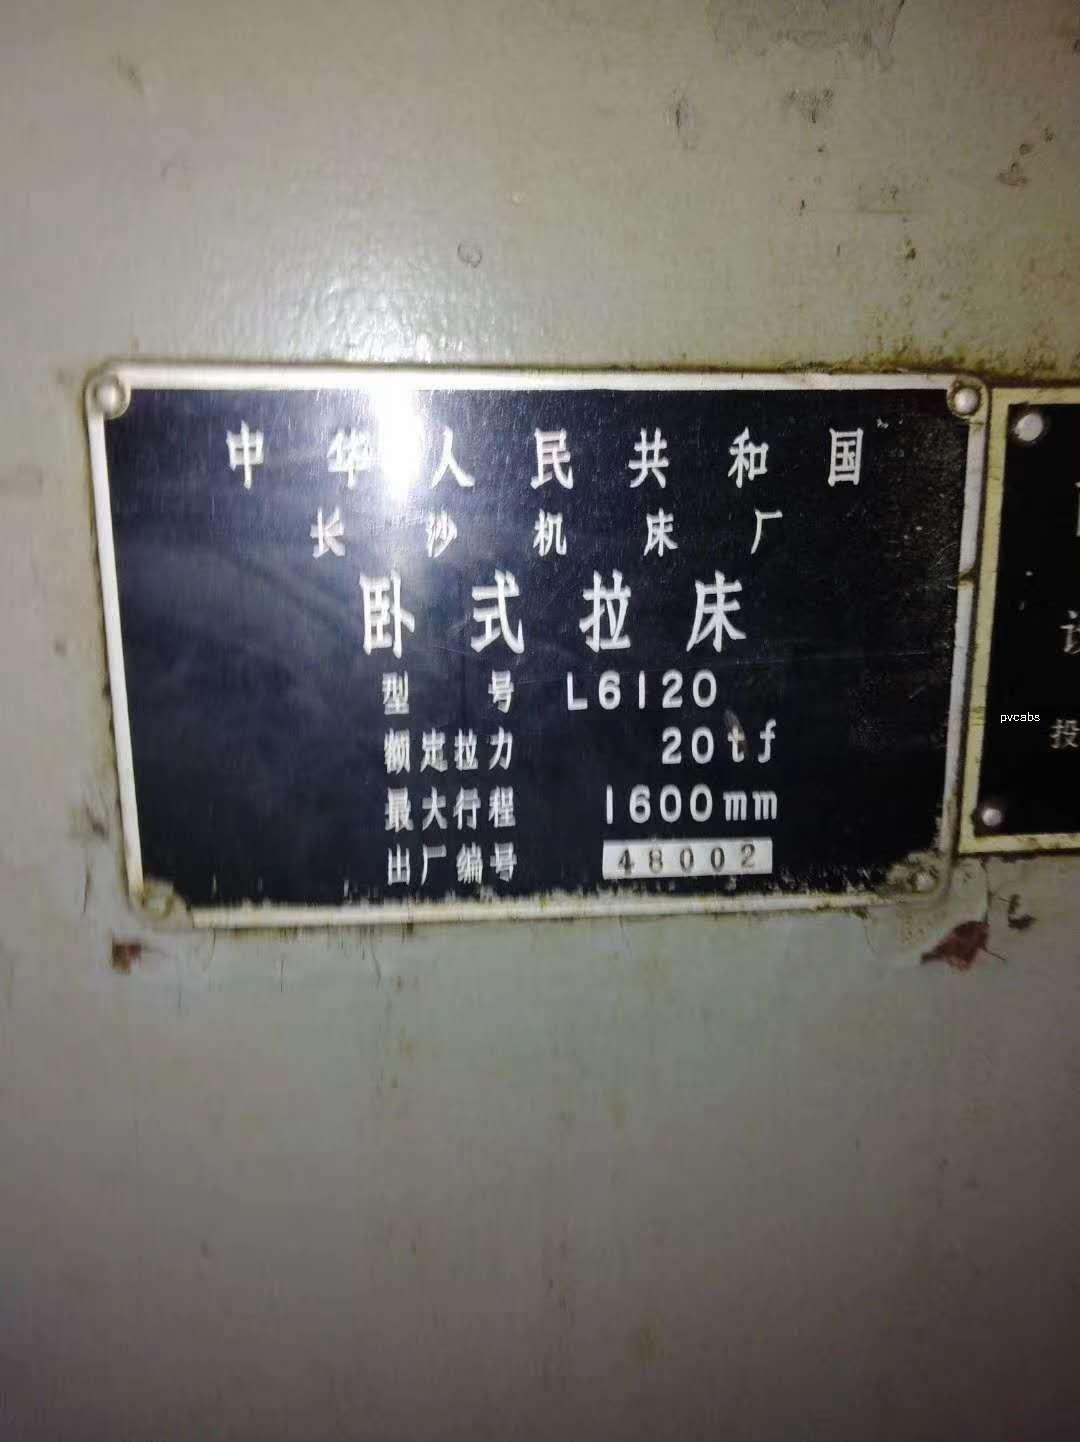 中华人民共和国
长沙机床厂
卧式拉床
型号 L6120
额定拉力 20tf
最大行程 1600mm
出厂编号 48002
投
pvcabs